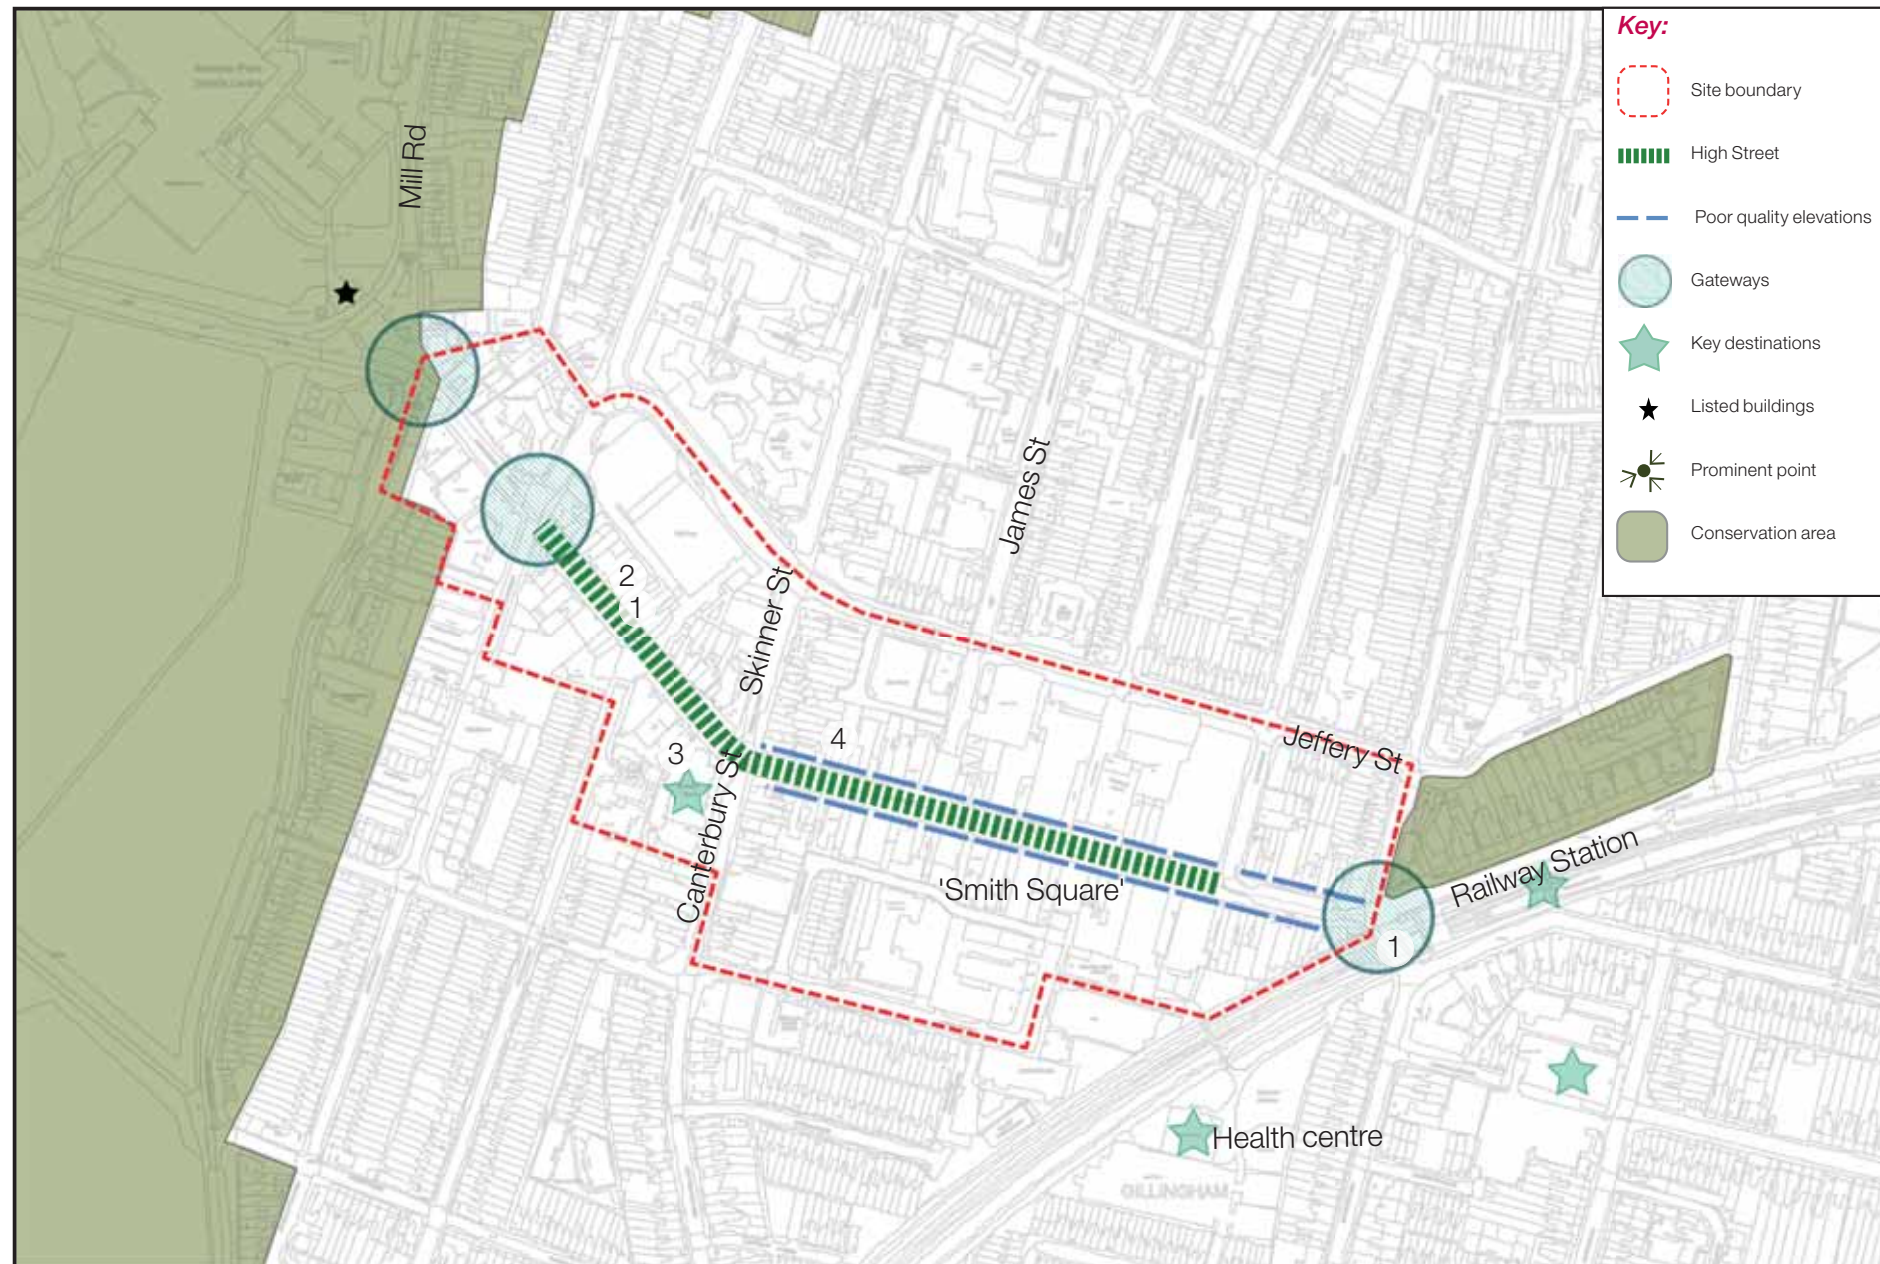 Key:
Site boundary
High Street
Poor quality elevations
Gateways
Key destinations
Listed buildings
Prominent point
Conservation area
Mill Rd
James St
2
1
Skinner St
3
4
Jeffery St
Canterbury St
'Smith Square'
Railway Station
1
Health centre
GILLINGHAM